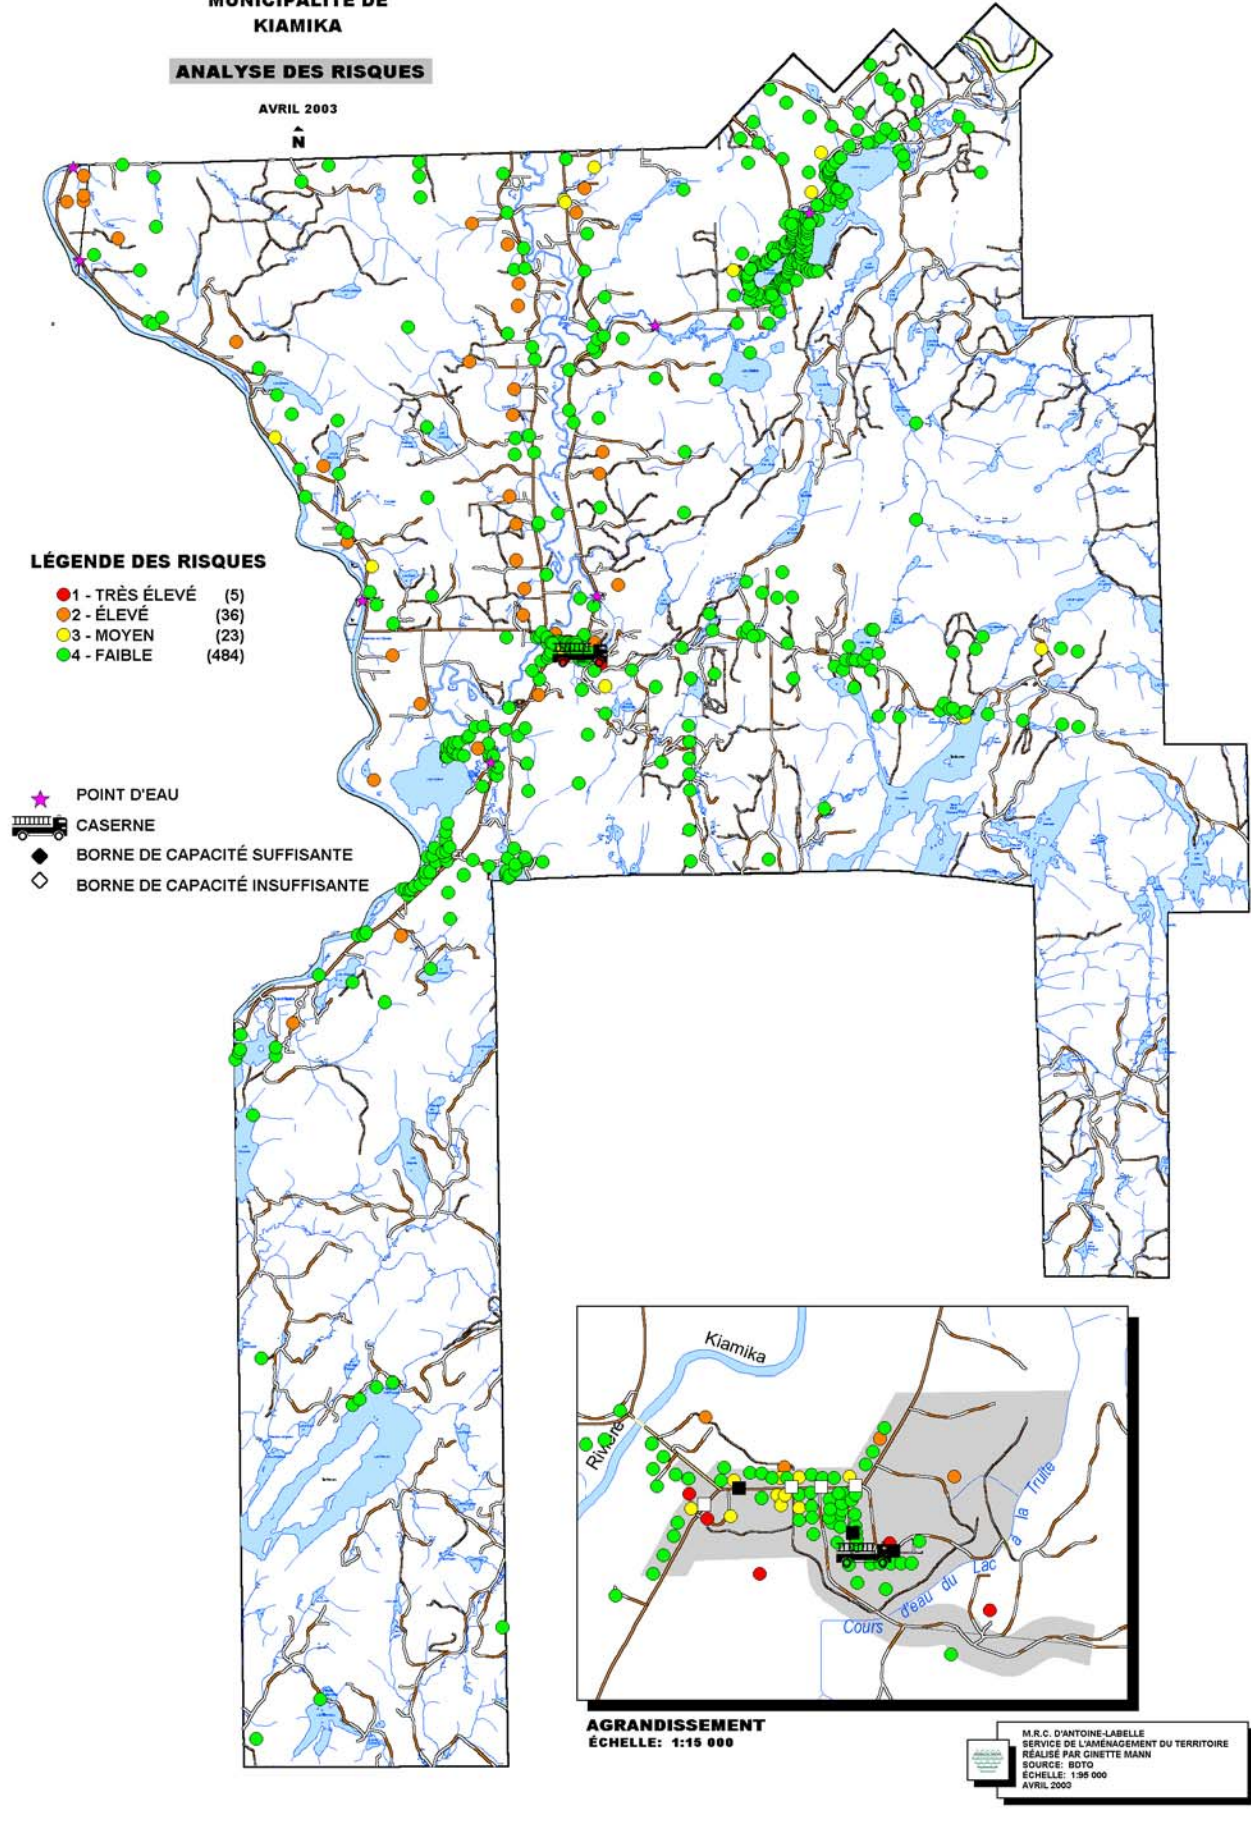 MUNICIPALITÉ DE
KIAMIKA
ANALYSE DES RISQUES
AVRIL 2003
N
LÉGENDE DES RISQUES
1 - TRÈS ÉLEVÉ (5)
2 - ÉLEVÉ (36)
3 - MOYEN (23)
4 - FAIBLE (484)
POINT D'EAU
CASERNE
BORNE DE CAPACITÉ SUFFISANTE
BORNE DE CAPACITÉ INSUFFISANTE
Rivière
Kiamika
Cours d'eau du Lac à la Truite
AGRANDISSEMENT
ÉCHELLE: 1:15 000
M.R.C. D'ANTOINE-LABELLE
SERVICE DE L'AMÉNAGEMENT DU TERRITOIRE
RÉALISÉ PAR GINETTE MANN
SOURCE: BDTQ
ÉCHELLE: 1:95 000
AVRIL 2003